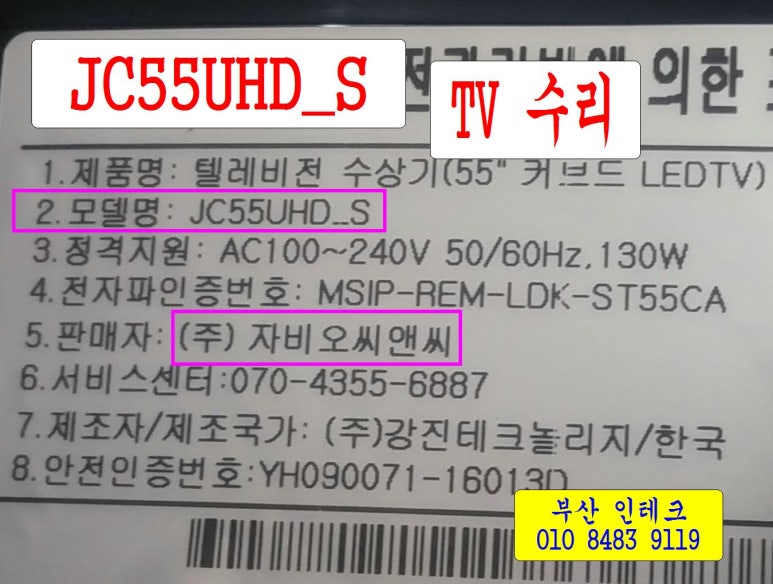 JC55UHD_S
의한
TV 수리
1.제품명: 텔레비전 수상기(55" 커브드 LEDTV)
2.모델명: JC55UHD_S
3.정격지원: AC100~240V 50/60Hz,130W
4.전자파인증번호: MSIP-REM-LDK-ST55CA
5.판매자: (주) 자비오씨앤씨
6.서비스센터:070-4355-6887
7.제조자/제조국가: (주)강진테크놀리지/한국
8.안전인증번호:YH090071-16013D
부산 인테크
010 8483 9119